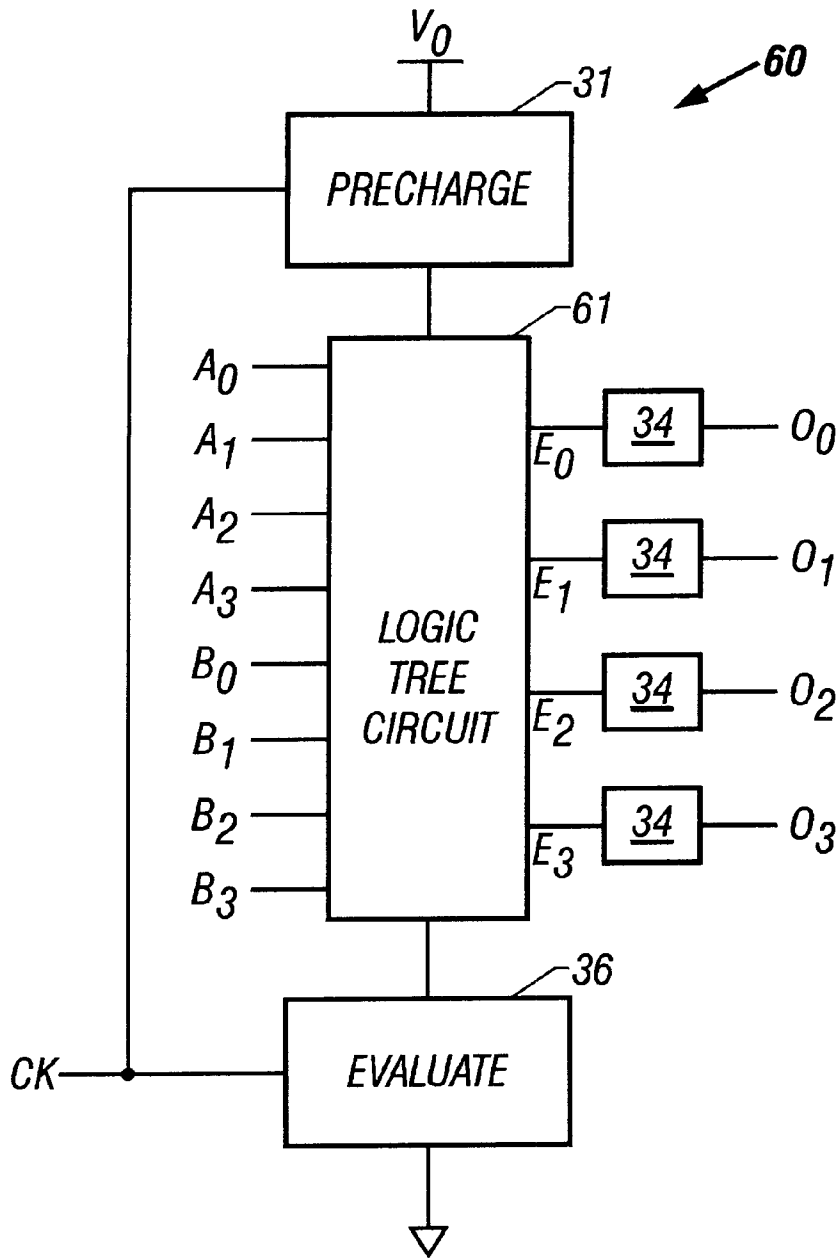 V0
60
31
PRECHARGE
61
A0
A1
A2
A3
B0
B1
B2
B3
LOGIC
TREE
CIRCUIT
E0
34
O0
E1
34
O1
E2
34
O2
E3
34
O3
36
CK
EVALUATE